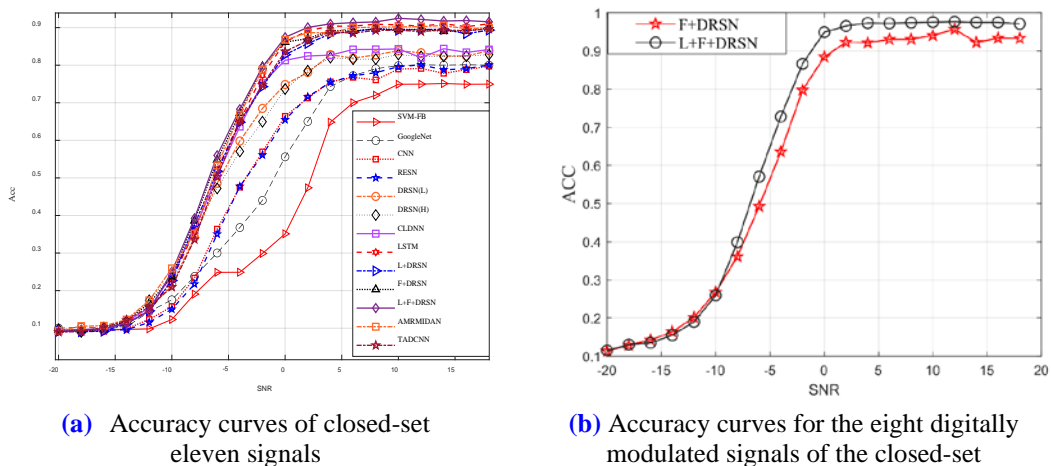 0.9
0.8
0.7
0.6
0.5
0.4
0.3
0.2
0.1
Acc
-20
-15
-10
-5
0
5
10
15
SNR
SVM-FB
GoogleNet
CNN
RESN
DRSN(L)
DRSN(H)
CLDNN
LSTM
L+DRSN
F+DRSN
L+F+DRSN
AMRMIDAN
TADCNN
(a) Accuracy curves of closed-set
eleven signals
1
0.9
0.8
0.7
0.6
0.5
0.4
0.3
0.2
0.1
ACC
-20
-15
-10
-5
0
5
10
15
20
SNR
F+DRSN
L+F+DRSN
(b) Accuracy curves for the eight digitally
modulated signals of the closed-set